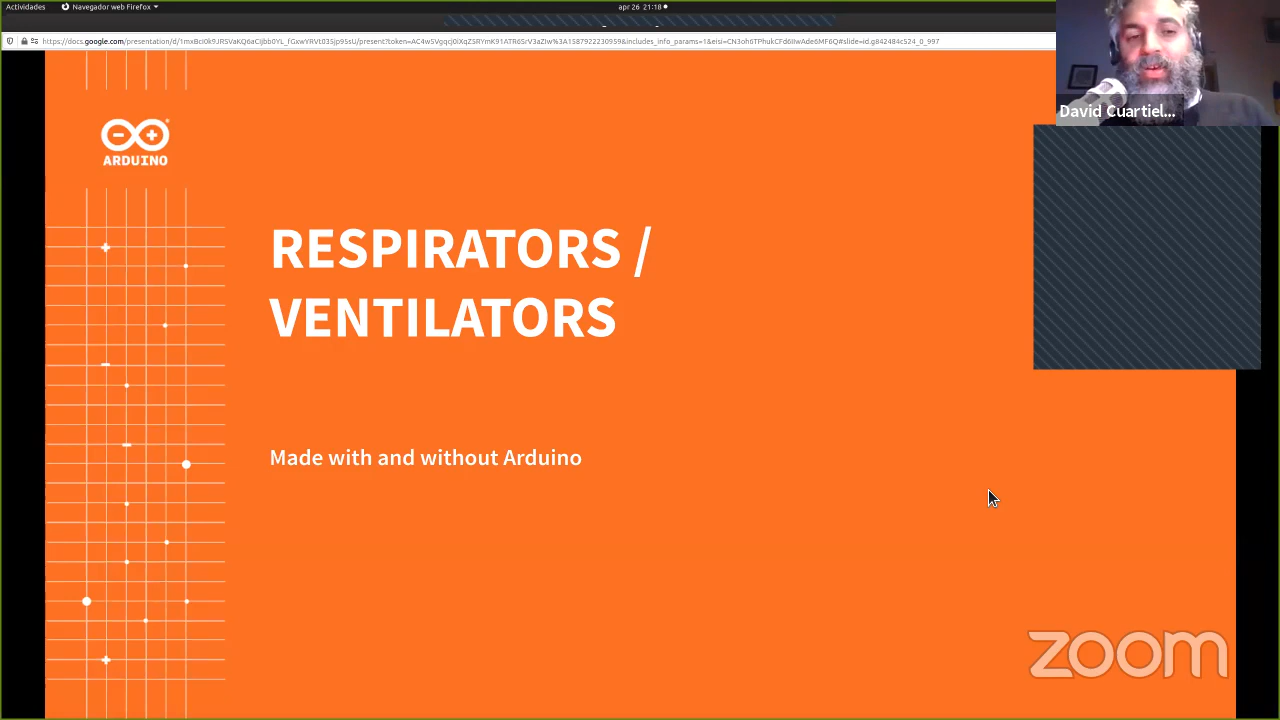 Actividades
Navegador web Firefox
apr 26 21:18
David Cuartiel...
ARDUINO
RESPIRATORS /
VENTILATORS
Made with and without Arduino
zoom